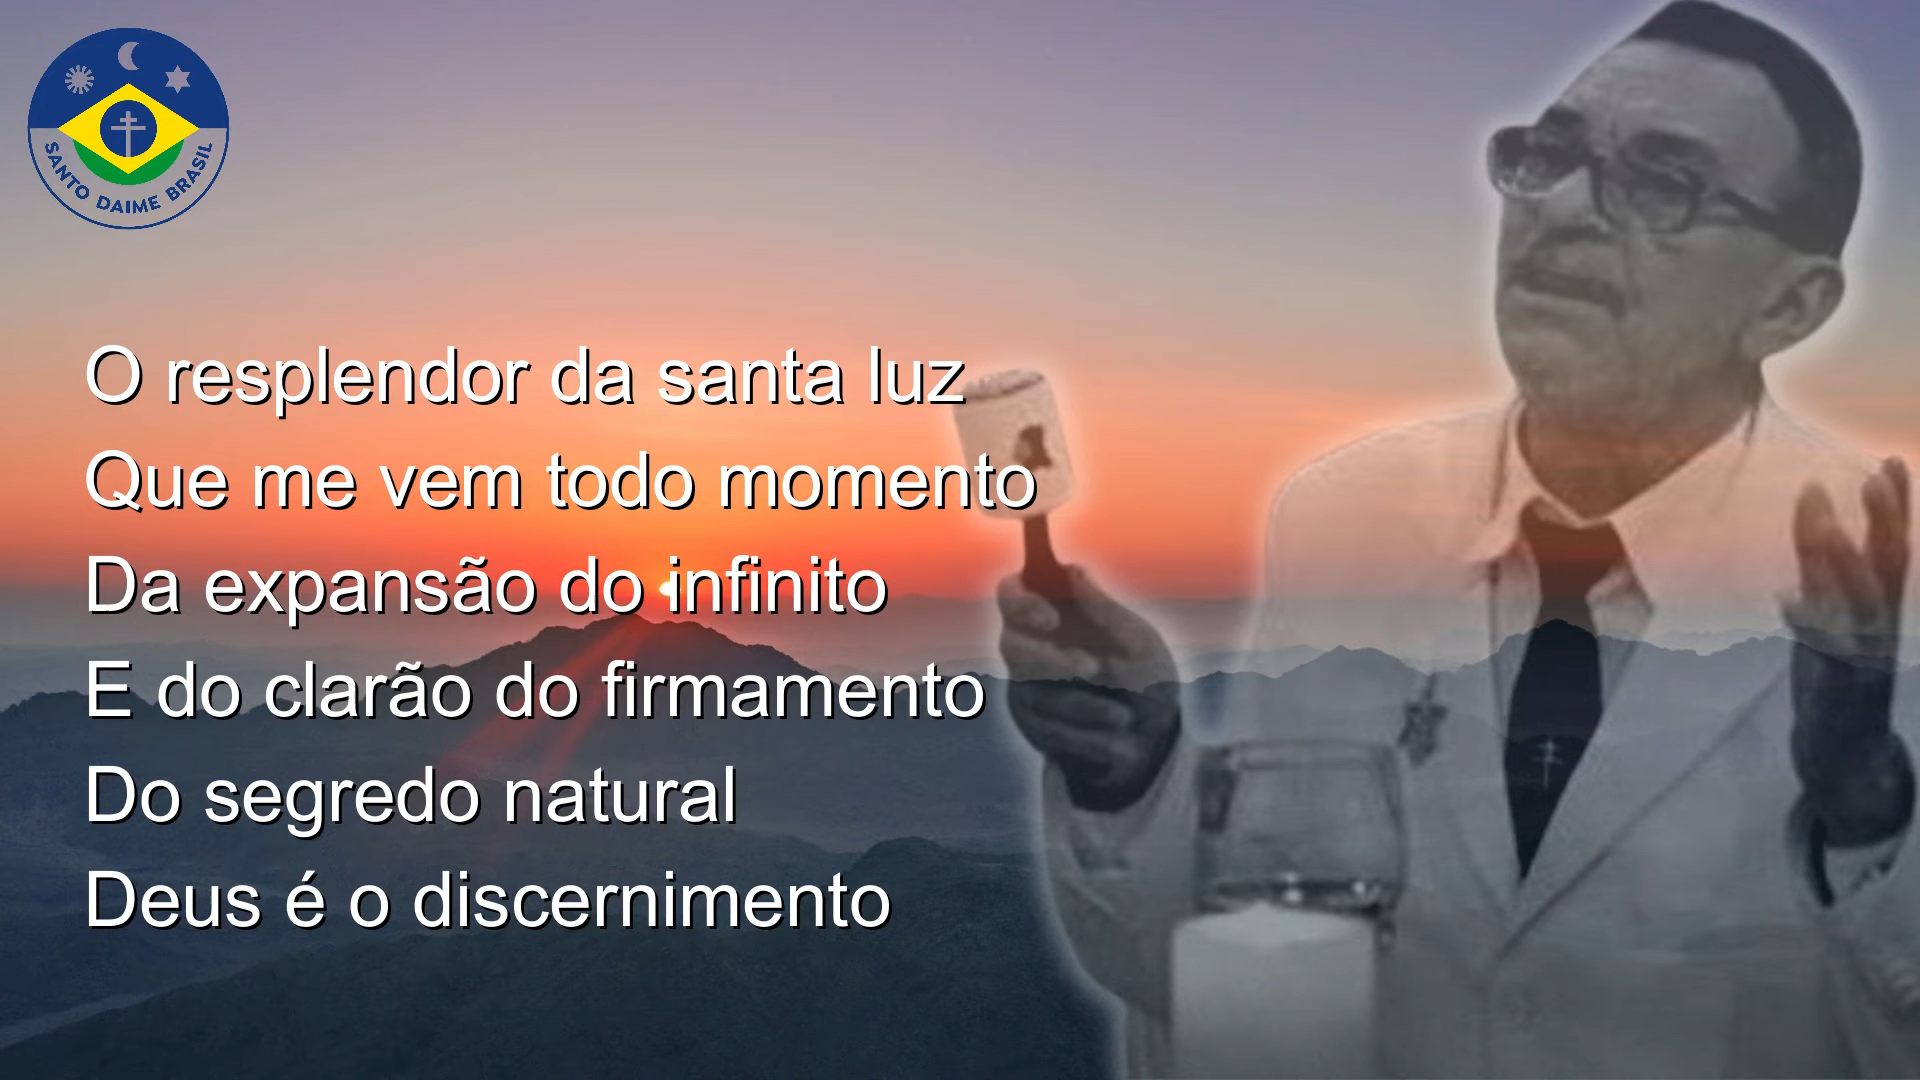 SANTO DAIME BRASIL
O resplendor da santa luz
Que me vem todo momento
Da expansão do infinito
E do clarão do firmamento
Do segredo natural
Deus é o discernimento